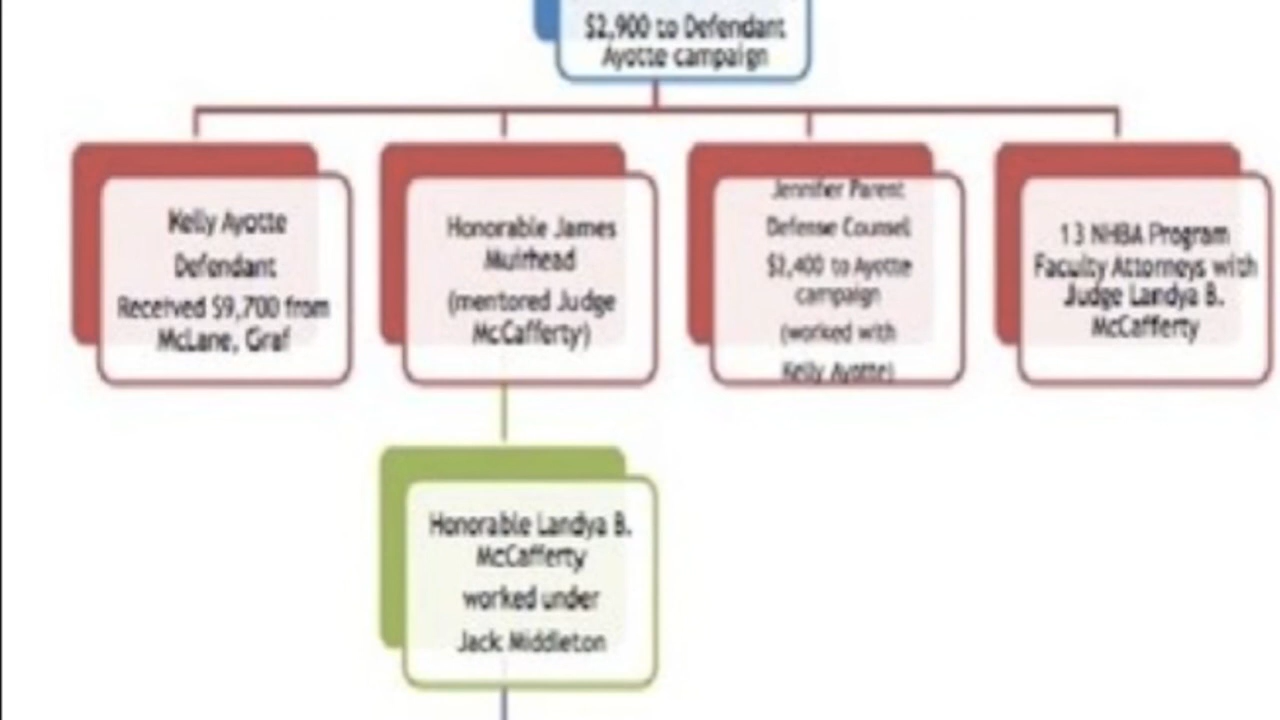 $2,900 to Defendant
Ayotte campaign
Kelly Ayotte
Defendant
Received $9,700 from
McLane, Graf
Honorable James
Muirhead
(mentored Judge
McCafferty)
Jennifer Parent
Defense Counsel
$2,400 to Ayotte
campaign
(worked with
Kelly Ayotte)
13 NHBA Program
Faculty Attorneys with
Judge Landya B.
McCafferty
Honorable Landya B.
McCafferty
worked under
Jack Middleton